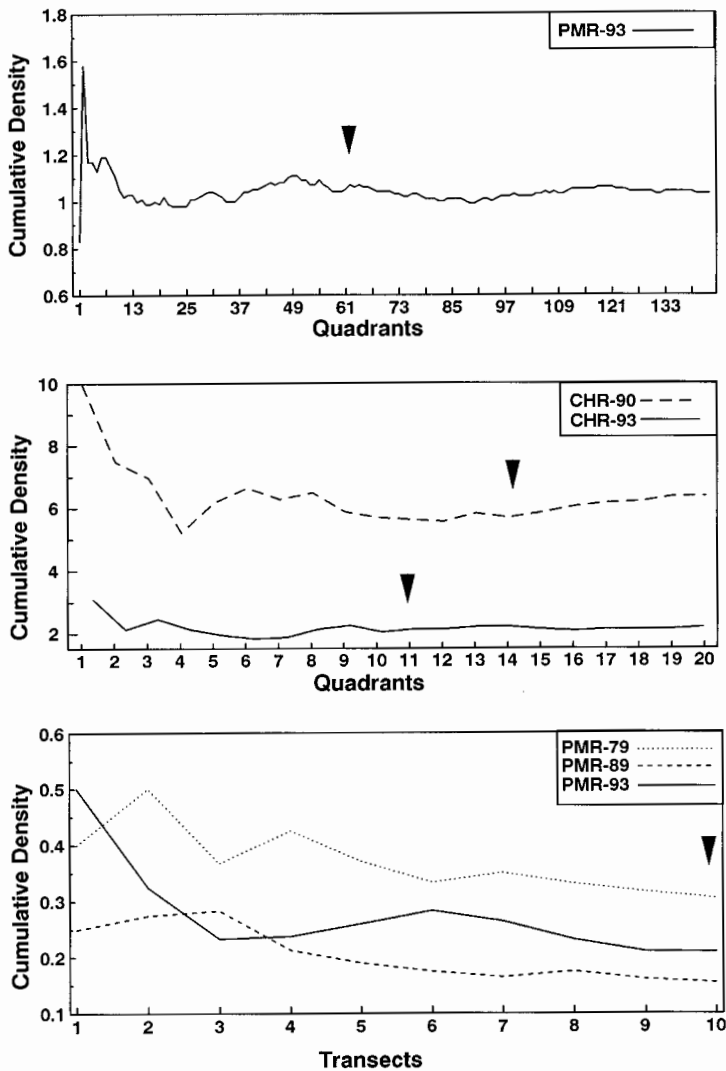 1.8
1.6
1.4
1.2
1
0.8
0.6
Cumulative Density
PMR-93
1 13 25 37 49 61 73 85 97 109 121 133
Quadrants
10
8
6
4
2
Cumulative Density
CHR-90
CHR-93
1 2 3 4 5 6 7 8 9 10 11 12 13 14 15 16 17 18 19 20
Quadrants
0.6
0.5
0.4
0.3
0.2
0.1
Cumulative Density
PMR-79
PMR-89
PMR-93
1 2 3 4 5 6 7 8 9 10
Transects